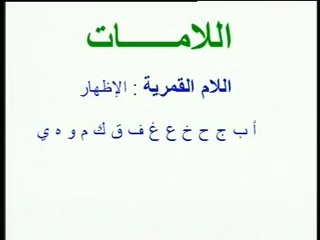 اللامـــــات
اللام القمرية : الإظهار
أ ب ج ح خ ع غ ف ق ك م و ه ي